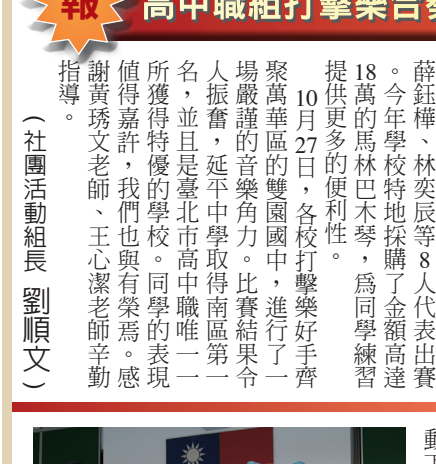 報
高中職組打擊樂合奏
薛鈺樺、林奕辰等8人代表出賽
。今年學校特地採購了金額高達
18萬的馬林巴木琴，為同學練習
提供更多的便利性。
10月27日，各校打擊樂好手齊
聚萬華區的雙園國中，進行了一
場嚴謹的音樂角力。比賽結果令
人振奮，延平中學取得南區第一
名，並且是臺北市高中職唯一一
所獲得特優的學校。同學的表現
值得嘉許，我們也與有榮焉。感
謝黃琇文老師、王心潔老師辛勤
指導。
（社團活動組長 劉順文）